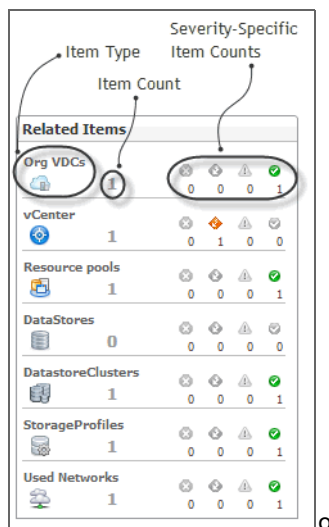 Severity-Specific
Item Type Item Counts
Item Count
Related Items
Org VDCs
1 0 0 0 1
vCenter
1 0 1 0 0
Resource pools
1 0 0 0 1
DataStores
0 0 0 0 0
DatastoreClusters
1 0 0 0 1
StorageProfiles
1 0 0 0 1
Used Networks
1 0 0 0 1